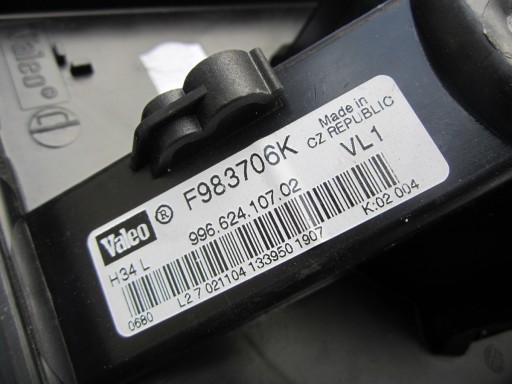 Valeo®
Valeo ® F983706K Made in
CZ REPUBLIC
996.624.107.02 VL1
H34 L K:02 004
0680 L2 7 021104 133950 1907